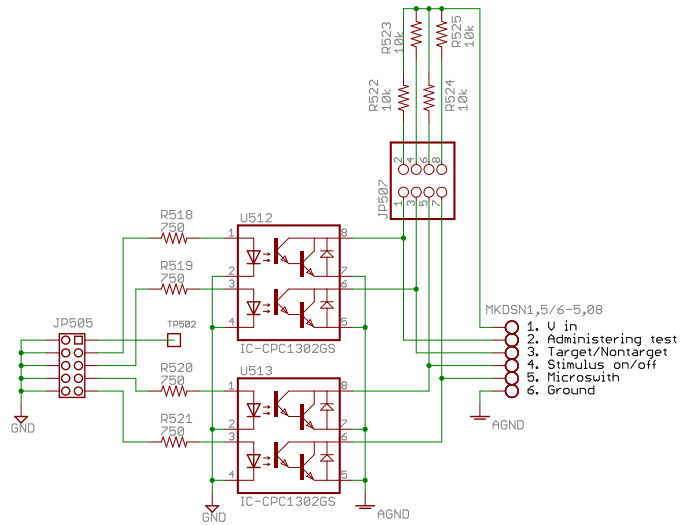 R523
10k
R525
10k
R522
10k
R524
10k
2 4 6 8
1 3 5 7
JP507
R518
750
U512
1 8
2 7
3 6
4 5
IC-CPC1302GS
R519
750
JP505
TP502
GND
MKDSN1,5/6-5,08
1. V in
2. Administering test
3. Target/Nontarget
4. Stimulus on/off
5. Microswith
6. Ground
AGND
R520
750
U513
1 8
2 7
3 6
4 5
IC-CPC1302GS
R521
750
GND
AGND